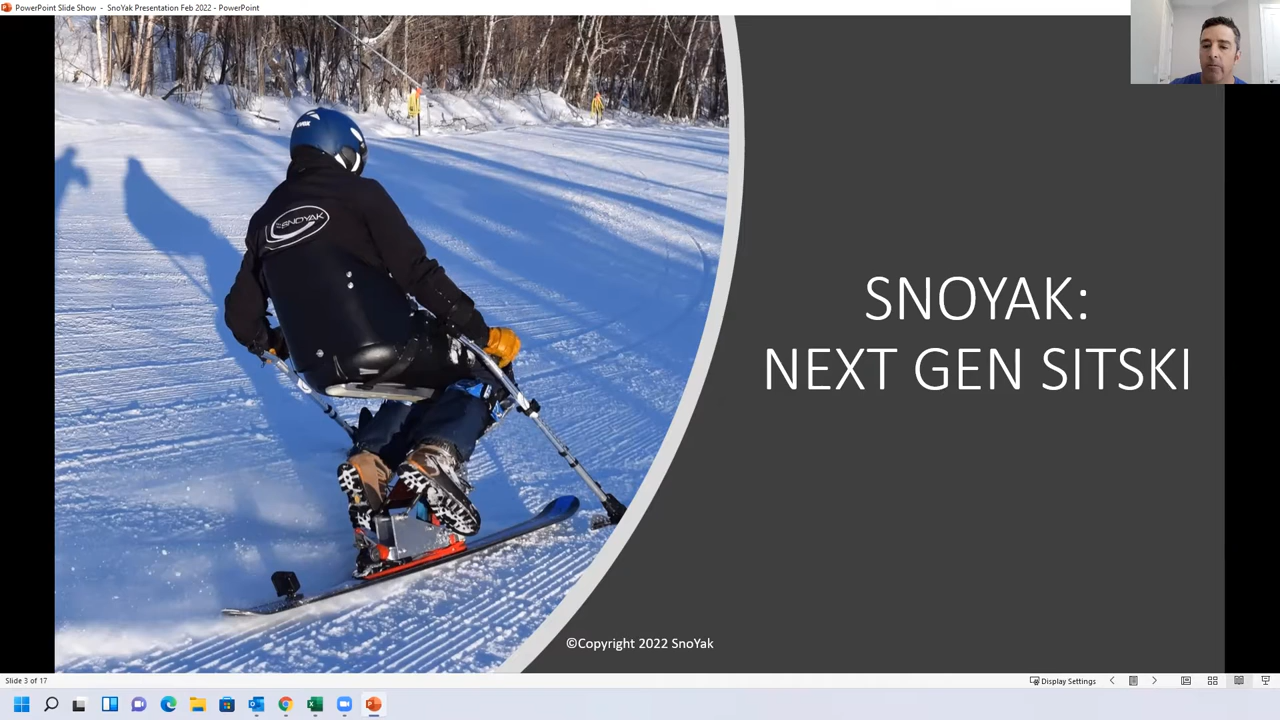 PowerPoint Slide Show - SnoYak Presentation Feb 2022 - PowerPoint
SNOYAK
SNOYAK:
NEXT GEN SITSKI
©Copyright 2022 SnoYak
Slide 3 of 17
Display Settings